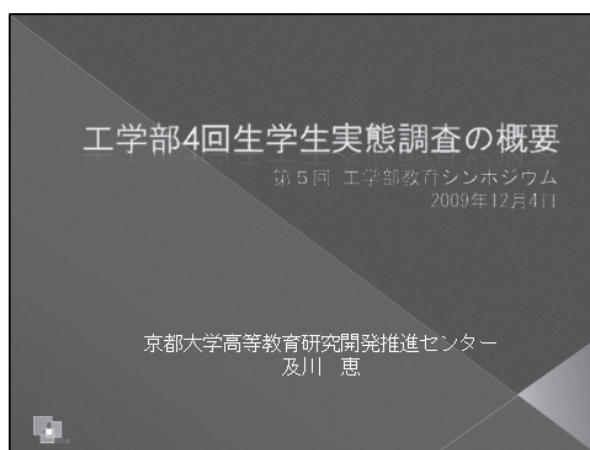 工学部4回生学生実態調査の概要
第5回 工学部教育シンポジウム
2009年12月4日
京都大学高等教育研究開発推進センター
及川 恵